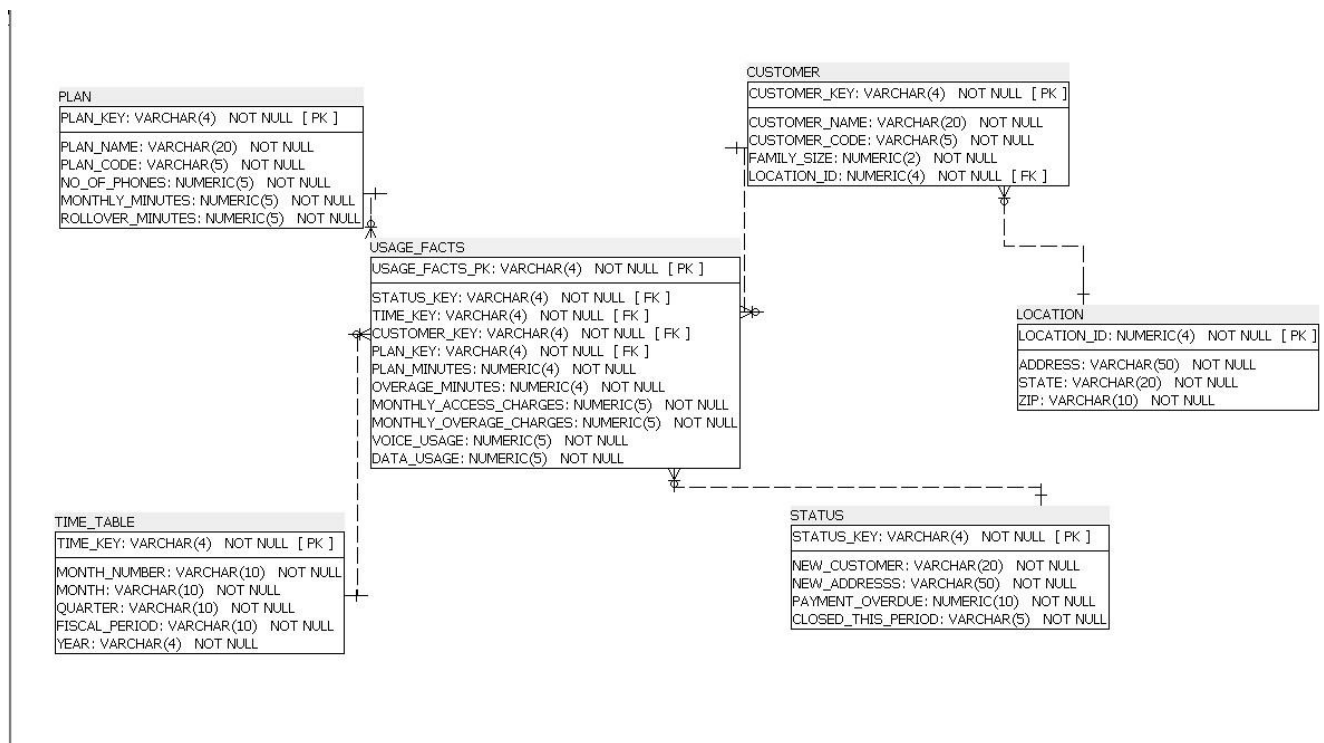 PLAN
PLAN_KEY: VARCHAR(4) NOT NULL [ PK ]
PLAN_NAME: VARCHAR(20) NOT NULL
PLAN_CODE: VARCHAR(5) NOT NULL
NO_OF_PHONES: NUMERIC(5) NOT NULL
MONTHLY_MINUTES: NUMERIC(5) NOT NULL
ROLLOVER_MINUTES: NUMERIC(5) NOT NULL
CUSTOMER
CUSTOMER_KEY: VARCHAR(4) NOT NULL [ PK ]
CUSTOMER_NAME: VARCHAR(20) NOT NULL
CUSTOMER_CODE: VARCHAR(5) NOT NULL
FAMILY_SIZE: NUMERIC(2) NOT NULL
LOCATION_ID: NUMERIC(4) NOT NULL [ FK ]
USAGE_FACTS
USAGE_FACTS_PK: VARCHAR(4) NOT NULL [ PK ]
STATUS_KEY: VARCHAR(4) NOT NULL [ FK ]
TIME_KEY: VARCHAR(4) NOT NULL [ FK ]
CUSTOMER_KEY: VARCHAR(4) NOT NULL [ FK ]
PLAN_KEY: VARCHAR(4) NOT NULL [ FK ]
PLAN_MINUTES: NUMERIC(4) NOT NULL
OVERAGE_MINUTES: NUMERIC(4) NOT NULL
MONTHLY_ACCESS_CHARGES: NUMERIC(5) NOT NULL
MONTHLY_OVERAGE_CHARGES: NUMERIC(5) NOT NULL
VOICE_USAGE: NUMERIC(5) NOT NULL
DATA_USAGE: NUMERIC(5) NOT NULL
LOCATION
LOCATION_ID: NUMERIC(4) NOT NULL [ PK ]
ADDRESS: VARCHAR(50) NOT NULL
STATE: VARCHAR(20) NOT NULL
ZIP: VARCHAR(10) NOT NULL
TIME_TABLE
TIME_KEY: VARCHAR(4) NOT NULL [ PK ]
MONTH_NUMBER: VARCHAR(10) NOT NULL
MONTH: VARCHAR(10) NOT NULL
QUARTER: VARCHAR(10) NOT NULL
FISCAL_PERIOD: VARCHAR(10) NOT NULL
YEAR: VARCHAR(4) NOT NULL
STATUS
STATUS_KEY: VARCHAR(4) NOT NULL [ PK ]
NEW_CUSTOMER: VARCHAR(20) NOT NULL
NEW_ADDRESSS: VARCHAR(50) NOT NULL
PAYMENT_OVERDUE: NUMERIC(10) NOT NULL
CLOSED_THIS_PERIOD: VARCHAR(5) NOT NULL